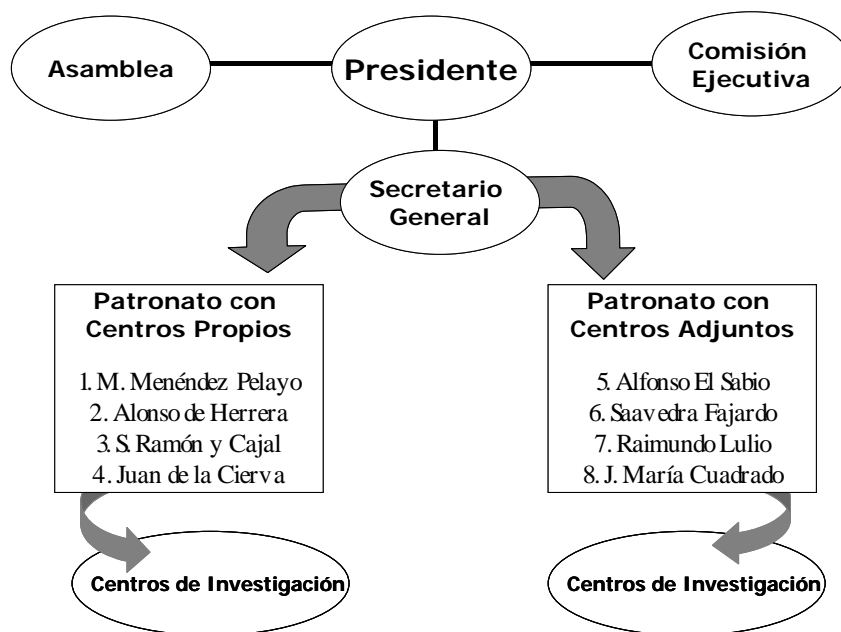 Asamblea
Presidente
Comisión
Ejecutiva
Secretario
General
Patronato con
Centros Propios
1. M. Menéndez Pelayo
2. Alonso de Herrera
3. S. Ramón y Cajal
4. Juan de la Cierva
Patronato con
Centros Adjuntos
5. Alfonso El Sabio
6. Saavedra Fajardo
7. Raimundo Lulio
8. J. María Cuadrado
Centros de Investigación
Centros de Investigación